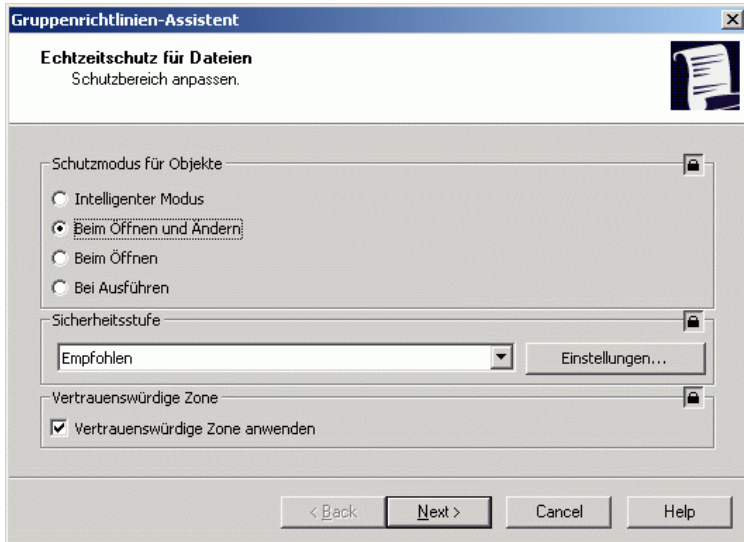 Gruppenrichtlinien-Assistent
Echtzeitschutz für Dateien
Schutzbereich anpassen.
Schutzmodus für Objekte
Intelligenter Modus
Beim Öffnen und Ändern
Beim Öffnen
Bei Ausführen
Sicherheitsstufe
Empfohlen
Einstellungen...
Vertrauenswürdige Zone
Vertrauenswürdige Zone anwenden
< Back
Next >
Cancel
Help